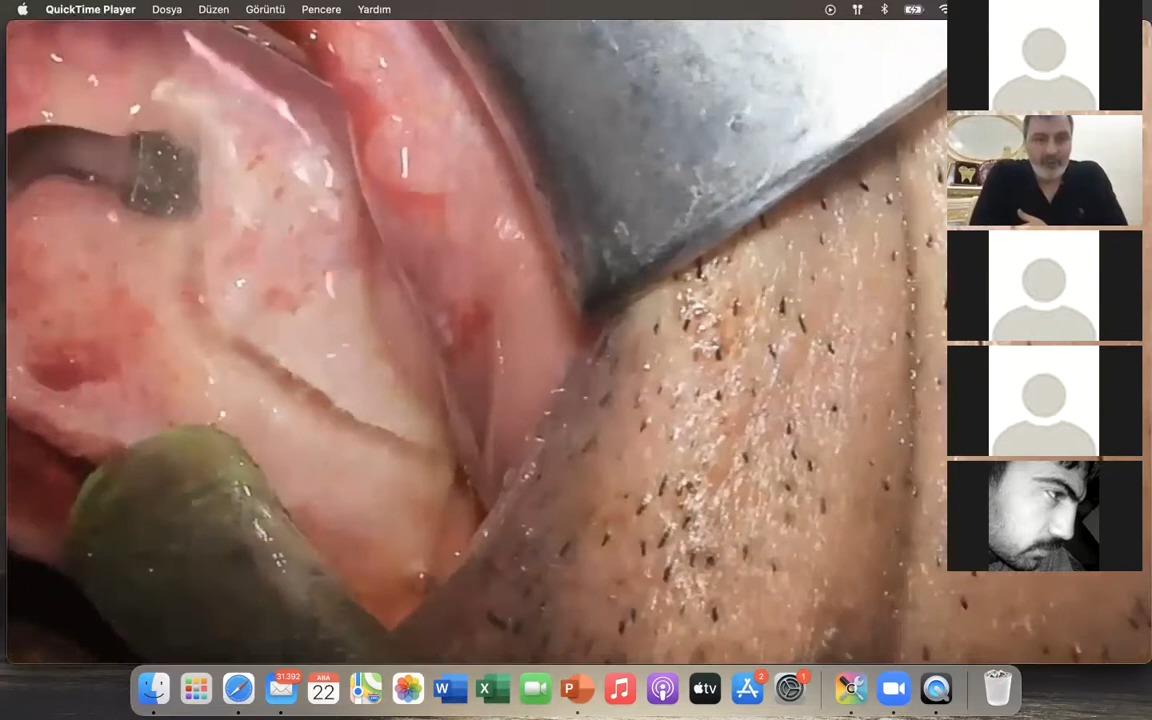 QuickTime Player Dosya Düzen Görüntü Pencere Yardım
31.392
ARA
22
W
X
P
tv
2
1